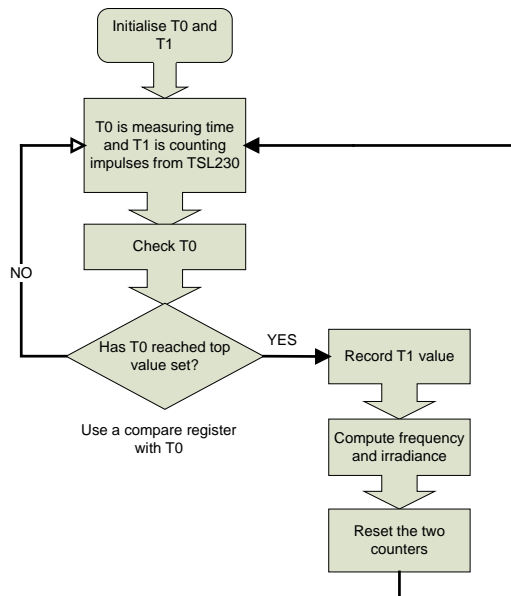 Initialise T0 and
T1
T0 is measuring time
and T1 is counting
impulses from TSL230
Check T0
NO
Has T0 reached top
value set?
YES
Record T1 value
Use a compare register
with T0
Compute frequency
and irradiance
Reset the two
counters